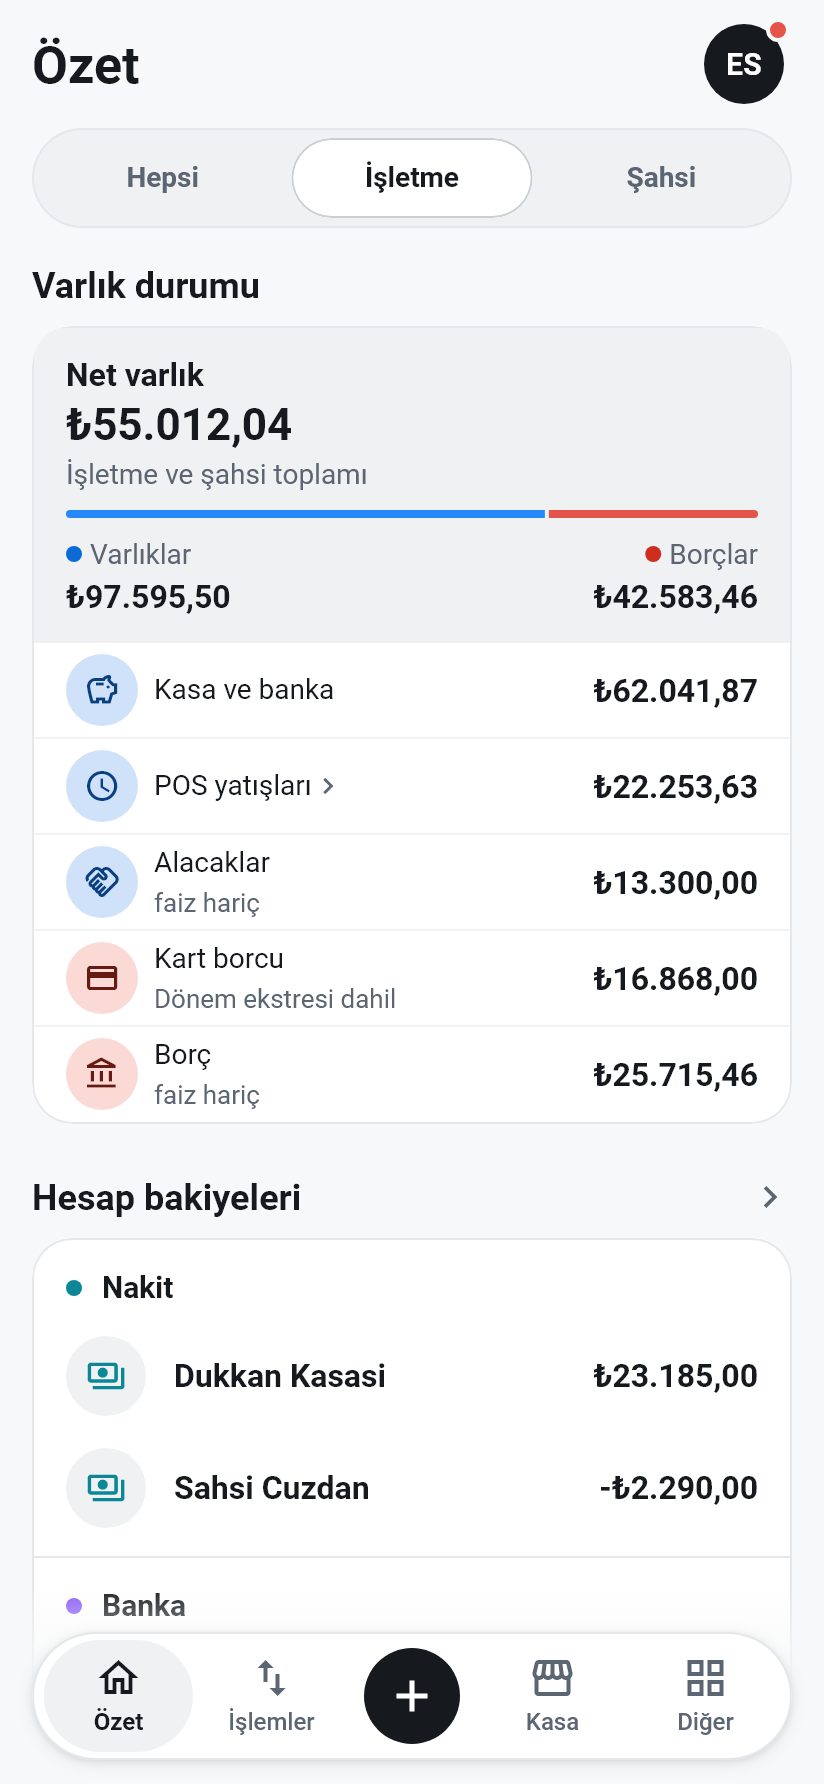 Özet
ES
Hepsi
İşletme
Şahsi
Varlık durumu
Net varlık
₺55.012,04
İşletme ve şahsi toplamı
Varlıklar
Borçlar
₺97.595,50
₺42.583,46
Kasa ve banka
₺62.041,87
POS yatışları
₺22.253,63
Alacaklar
faiz hariç
₺13.300,00
Kart borcu
Dönem ekstresi dahil
₺16.868,00
Borç
faiz hariç
₺25.715,46
Hesap bakiyeleri
Nakit
Dukkan Kasasi
₺23.185,00
Sahsi Cuzdan
-₺2.290,00
Banka
Özet
İşlemler
Kasa
Diğer